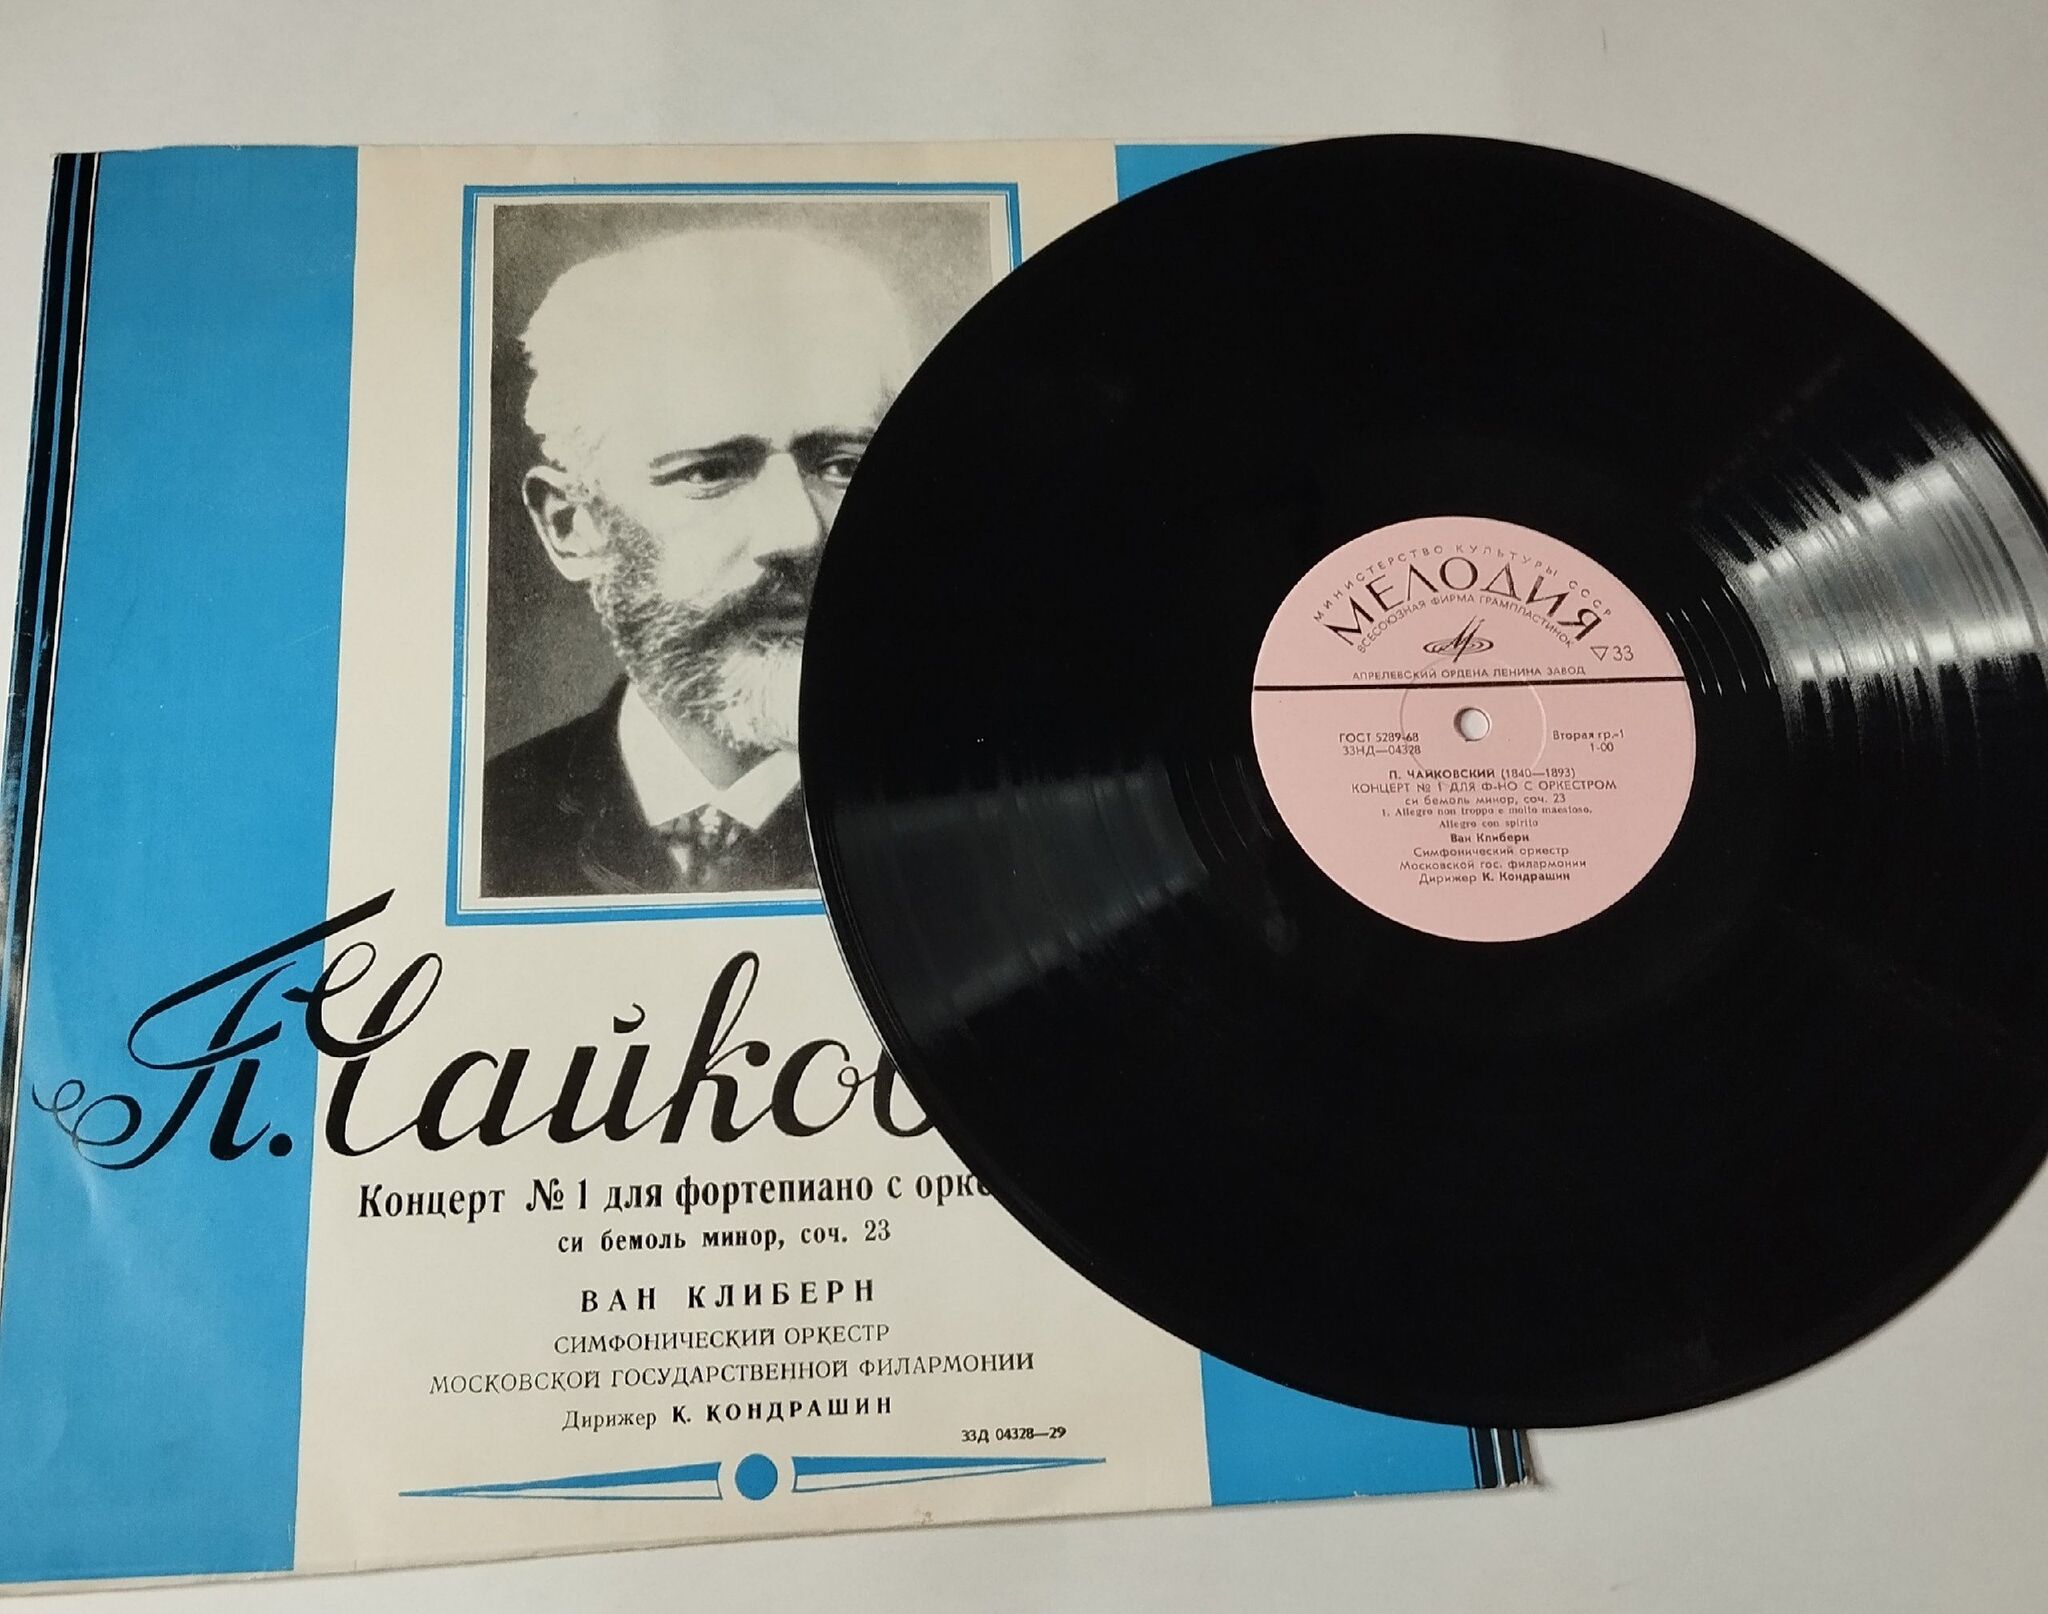 П. Чайков
Концерт № 1 для фортепиано с орке
си бемоль минор, соч. 23
ВАН КЛИБЕРН
СИМФОНИЧЕСКИЙ ОРКЕСТР
МОСКОВСКОЙ ГОСУДАРСТВЕННОЙ ФИЛАРМОНИИ
Дирижер К. КОНДРАШИН
33Д 04328—29
МИНИСТЕРСТВО КУЛЬТУРЫ СССР
МЕЛОДИЯ
ВСЕСОЮЗНАЯ ФИРМА ГРАМПЛАСТИНОК
▽33
АПРЕЛЕВСКИЙ ОРДЕНА ЛЕНИНА ЗАВОД
ГОСТ 5289-68 Вторая гр.-1
33НД—04328 1-00
П. ЧАЙКОВСКИЙ (1840—1893)
КОНЦЕРТ № 1 ДЛЯ Ф-НО С ОРКЕСТРОМ
си бемоль минор, соч. 23
1. Allegro non troppo e molto maestoso.
Allegro con spirito
Ван Клиберн
Симфонический оркестр
Московской гос. филармонии
Дирижер К. Кондрашин